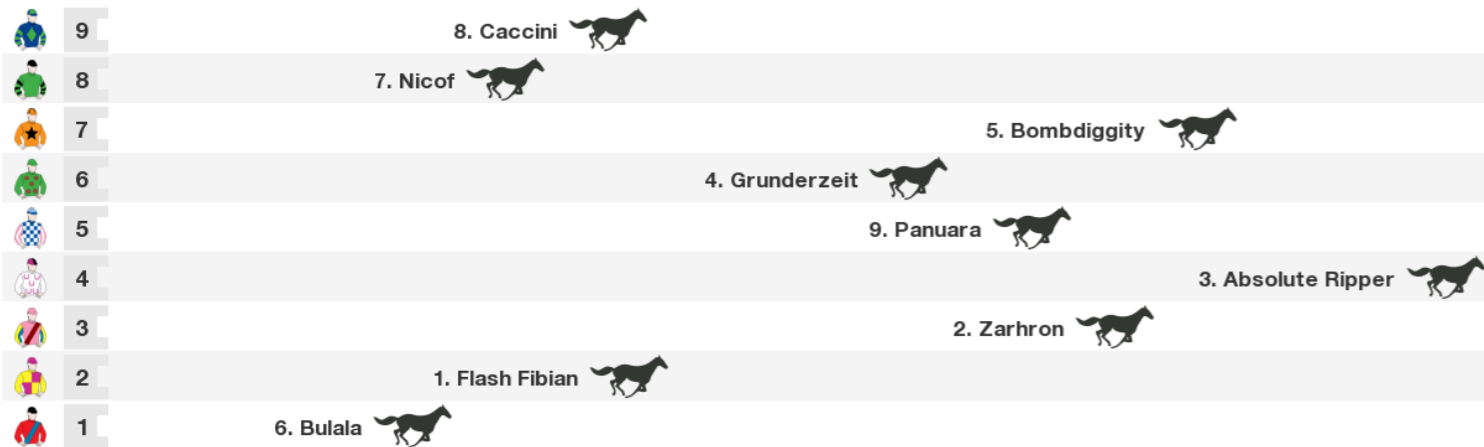 9 8. Caccini
8 7. Nicof
7 5. Bombdiggity
6 4. Grunderzeit
5 9. Panuara
4 3. Absolute Ripper
3 2. Zarhron
2 1. Flash Fibian
1 6. Bulala